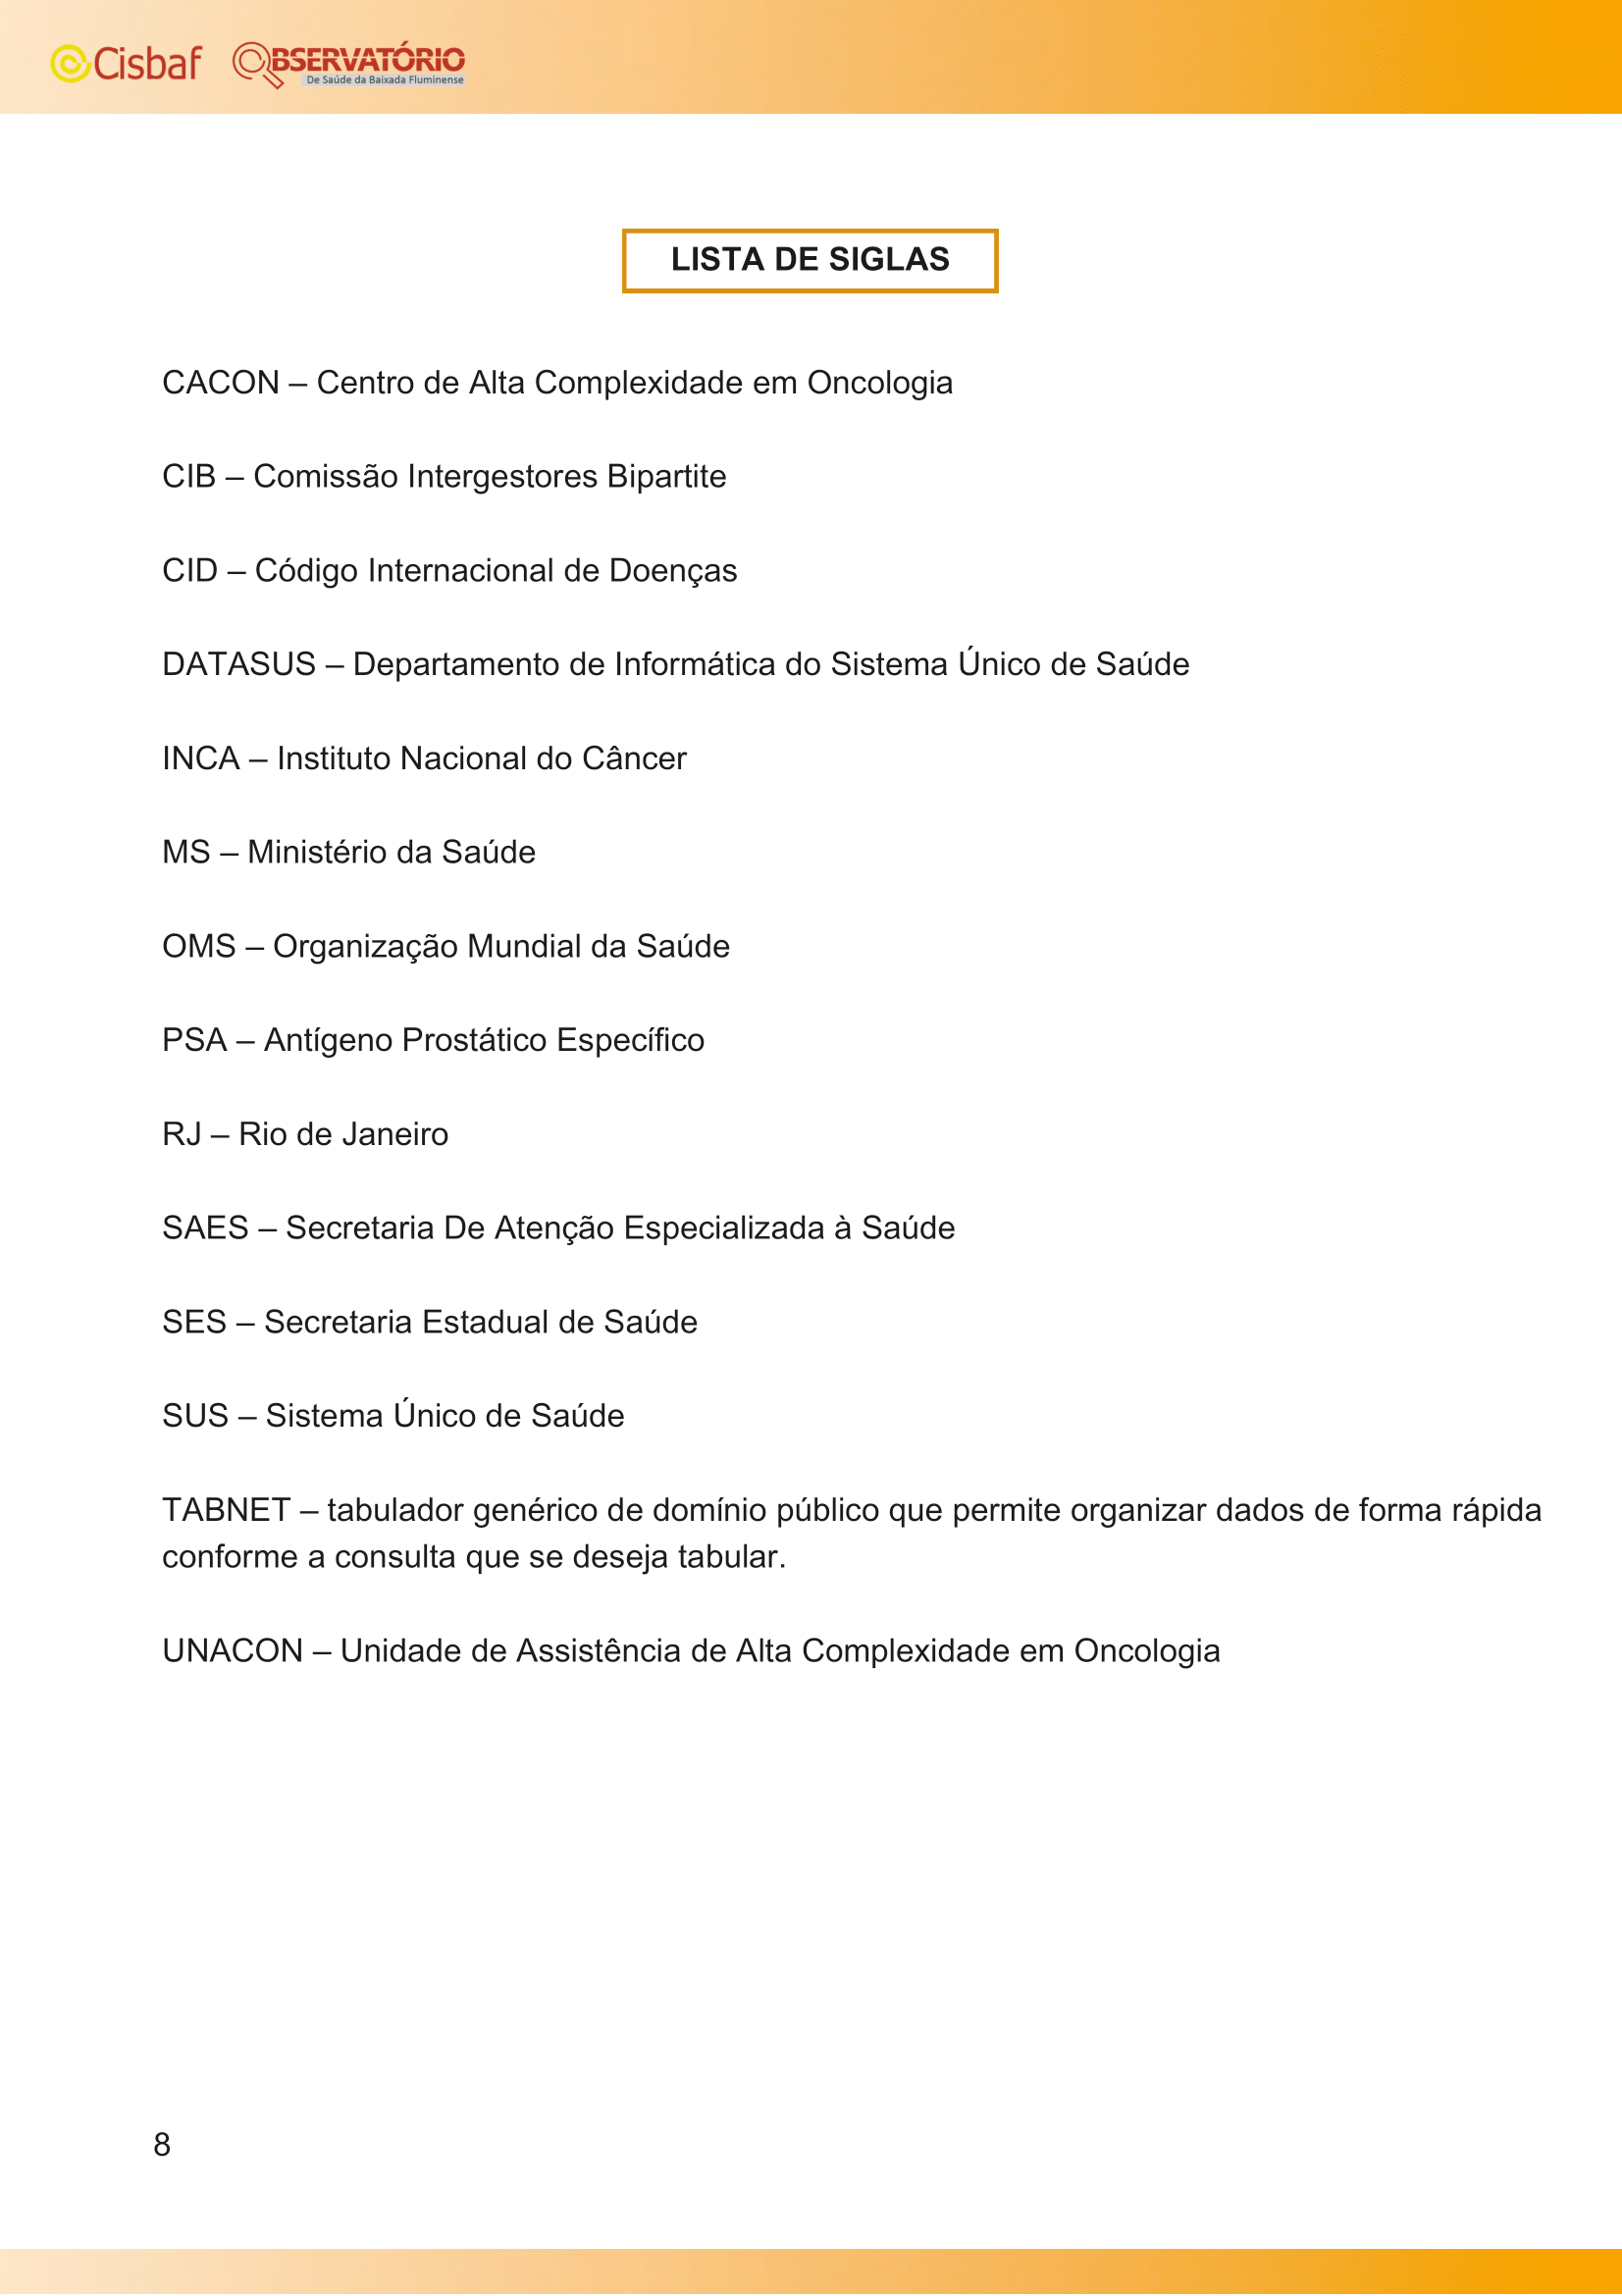 Cisbaf OBSERVATÓRIO
De Saúde da Baixada Fluminense
LISTA DE SIGLAS
CACON – Centro de Alta Complexidade em Oncologia
CIB – Comissão Intergestores Bipartite
CID – Código Internacional de Doenças
DATASUS – Departamento de Informática do Sistema Único de Saúde
INCA – Instituto Nacional do Câncer
MS – Ministério da Saúde
OMS – Organização Mundial da Saúde
PSA – Antígeno Prostático Específico
RJ – Rio de Janeiro
SAES – Secretaria De Atenção Especializada à Saúde
SES – Secretaria Estadual de Saúde
SUS – Sistema Único de Saúde
TABNET – tabulador genérico de domínio público que permite organizar dados de forma rápida
conforme a consulta que se deseja tabular.
UNACON – Unidade de Assistência de Alta Complexidade em Oncologia
8